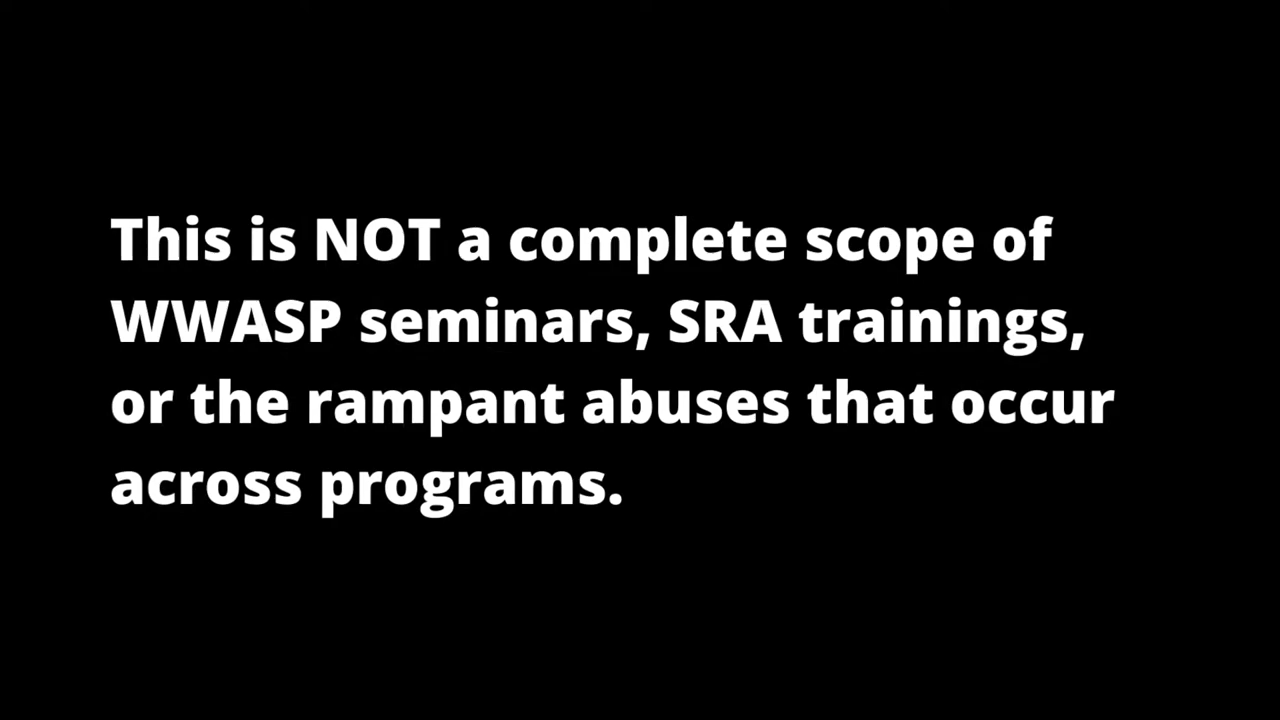 This is NOT a complete scope of
WWASP seminars, SRA trainings,
or the rampant abuses that occur
across programs.